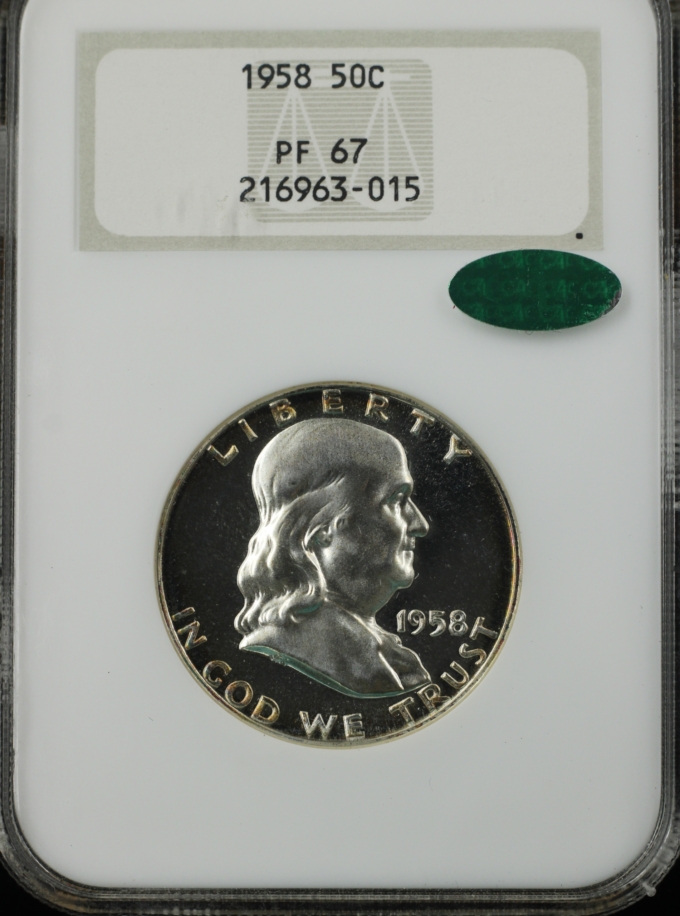 1958 50C
PF 67
216963-015
LIBERTY
1958
IN GOD WE TRUST